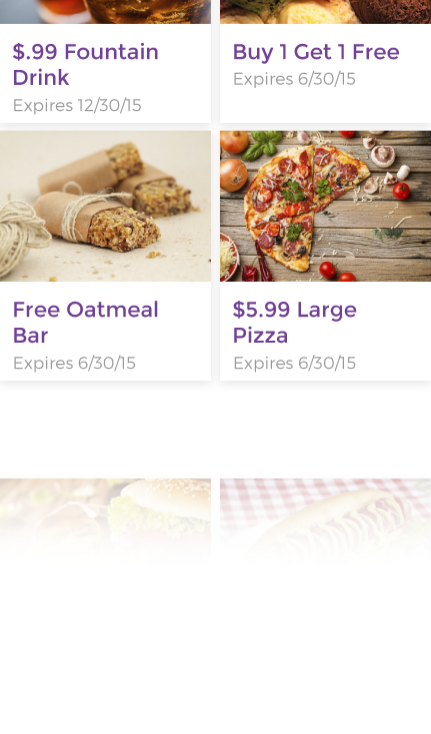 $.99 Fountain
Drink
Expires 12/30/15
Buy 1 Get 1 Free
Expires 6/30/15
Free Oatmeal
Bar
Expires 6/30/15
$5.99 Large
Pizza
Expires 6/30/15